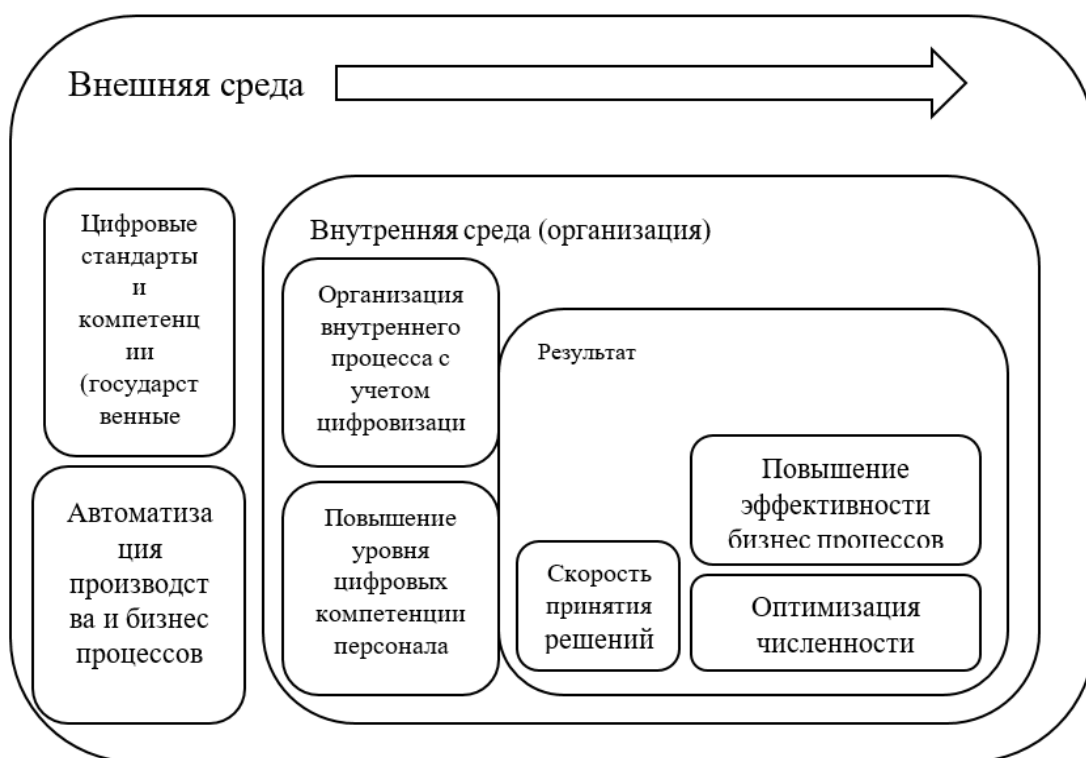 Внешняя среда
Цифровые
стандарты
и
компетенц
ии
(государст
венные
Автоматиза
ция
производст
ва и бизнес
процессов
Внутренняя среда (организация)
Организация
внутреннего
процесса с
учетом
цифровизаци
Повышение
уровня
цифровых
компетенции
персонала
Результат
Скорость
принятия
решений
Повышение
эффективности
бизнес процессов
Оптимизация
численности